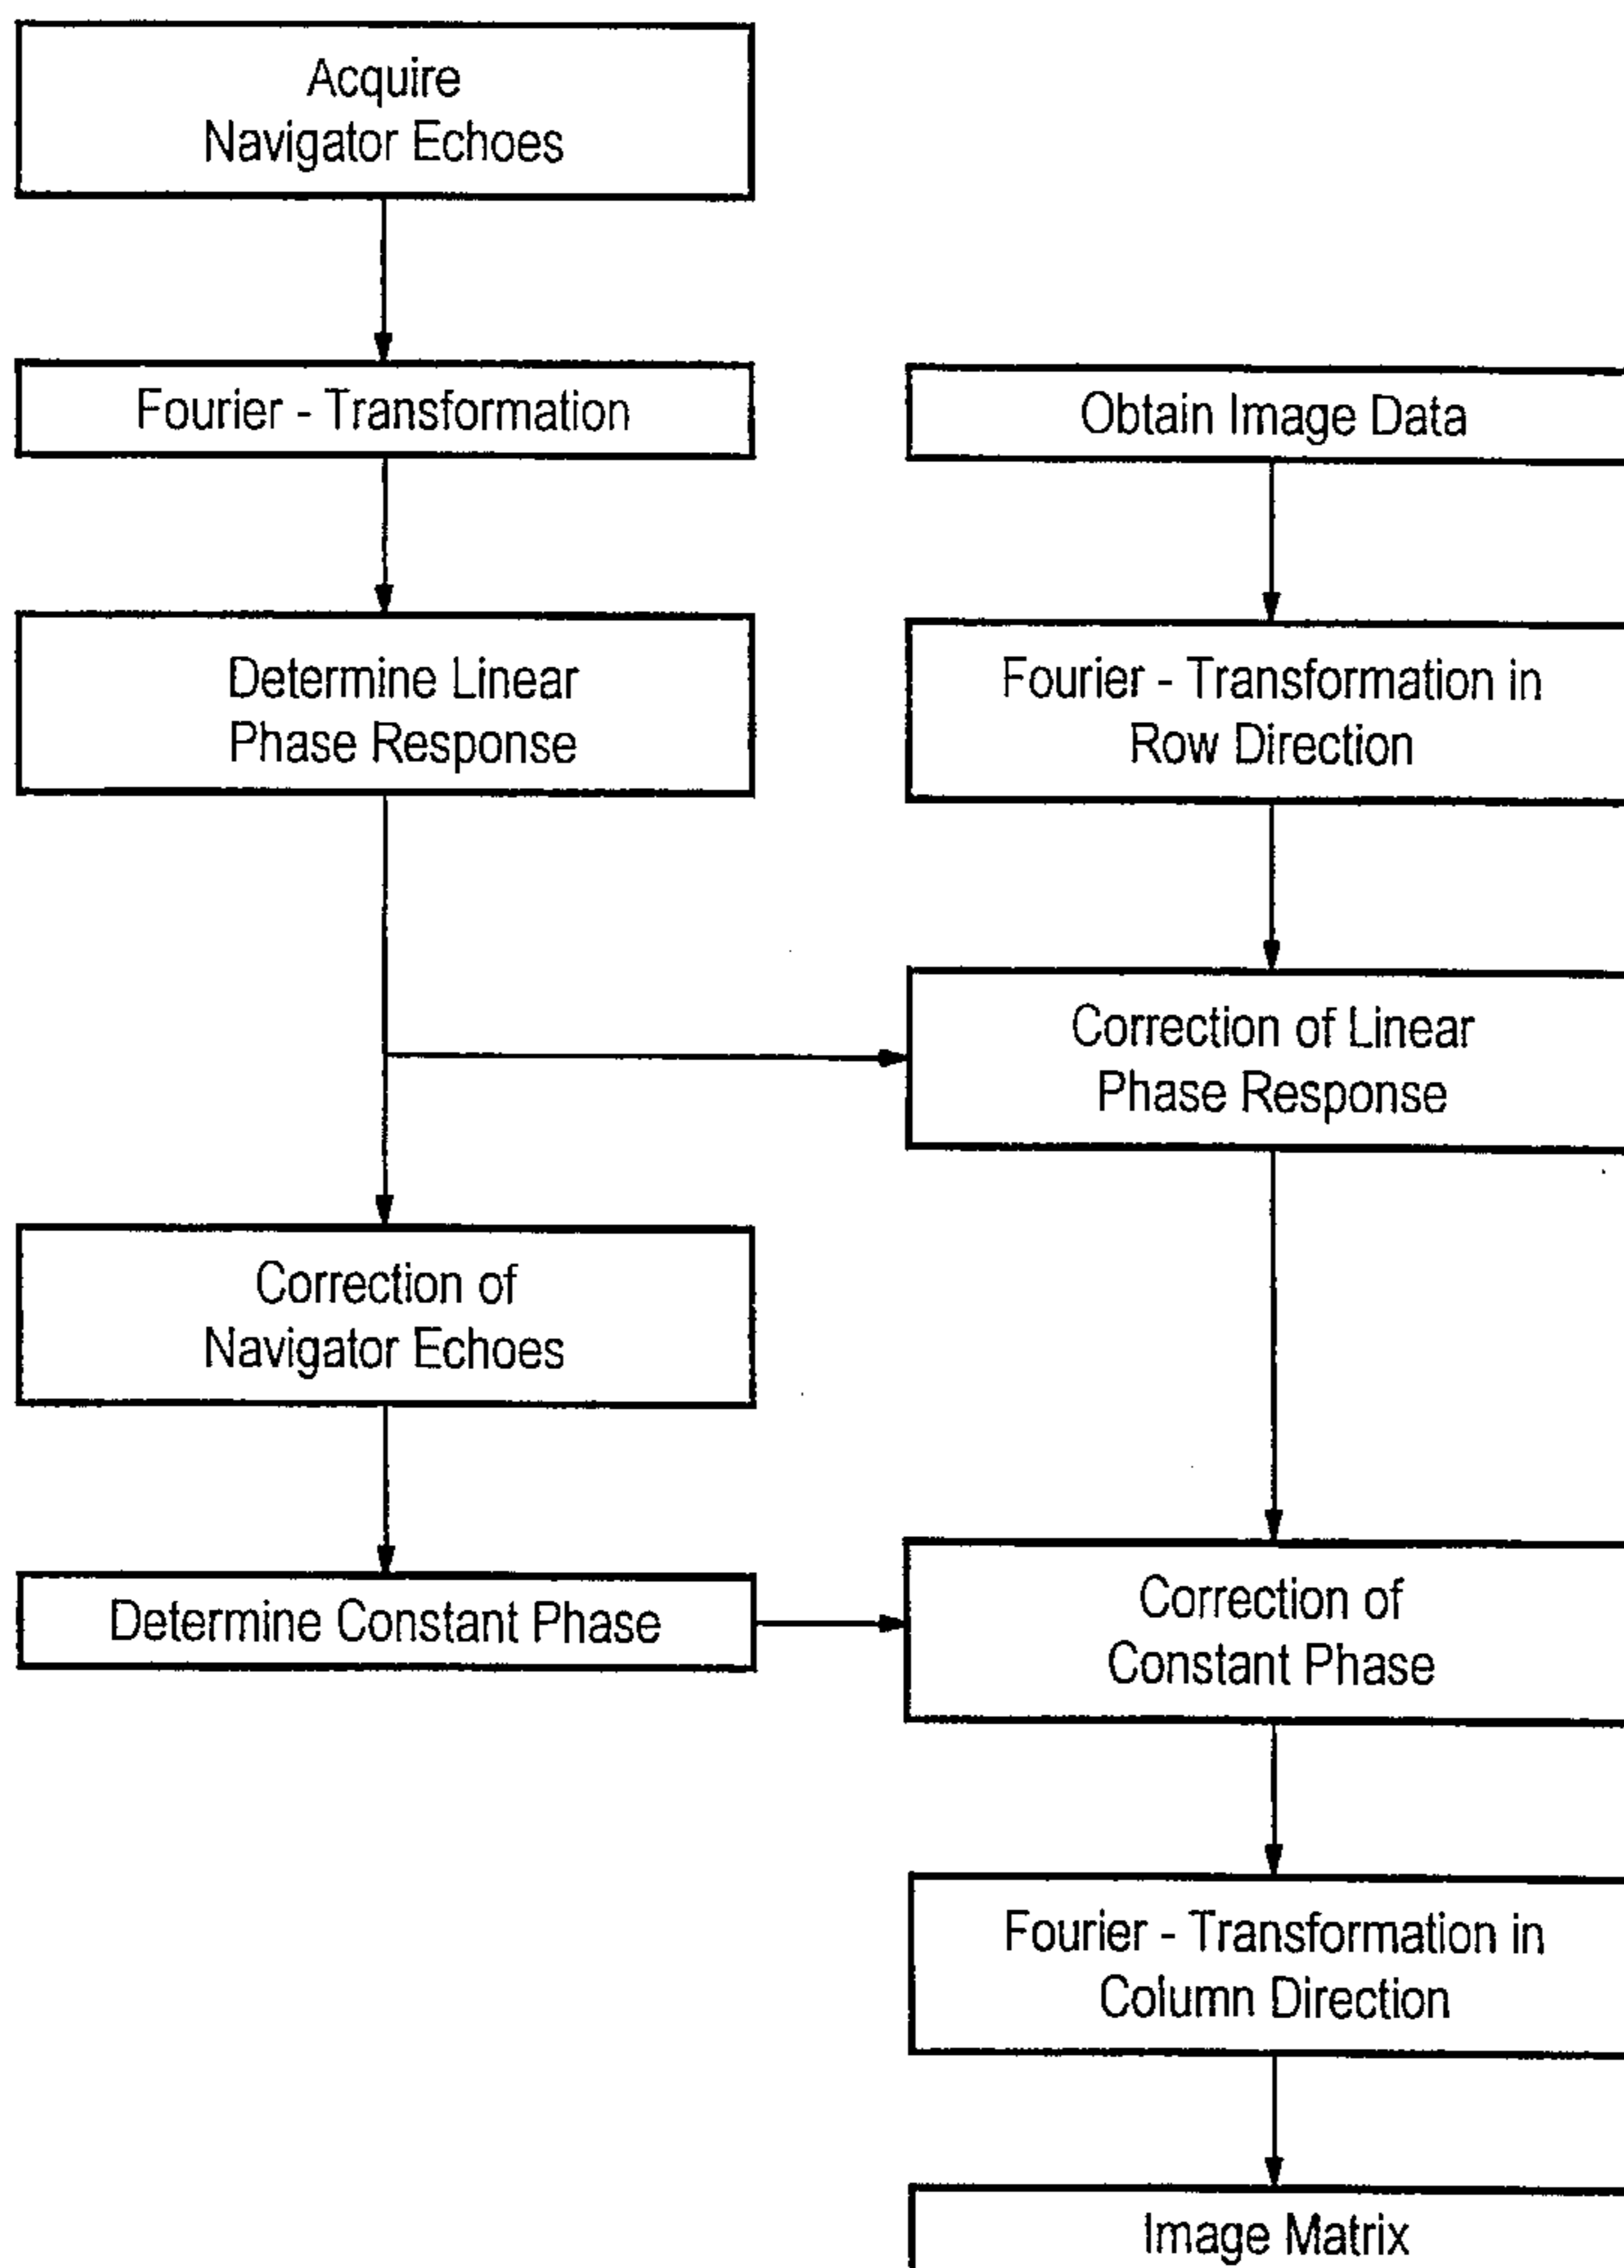 Acquire
Navigator Echoes
Fourier - Transformation
Determine Linear
Phase Response
Correction of
Navigator Echoes
Determine Constant Phase
Obtain Image Data
Fourier - Transformation in
Row Direction
Correction of Linear
Phase Response
Correction of
Constant Phase
Fourier - Transformation in
Column Direction
Image Matrix